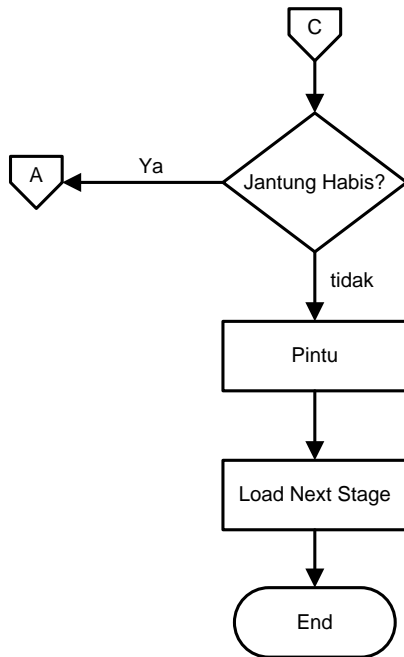 C
Jantung Habis?
Ya
A
tidak
Pintu
Load Next Stage
End